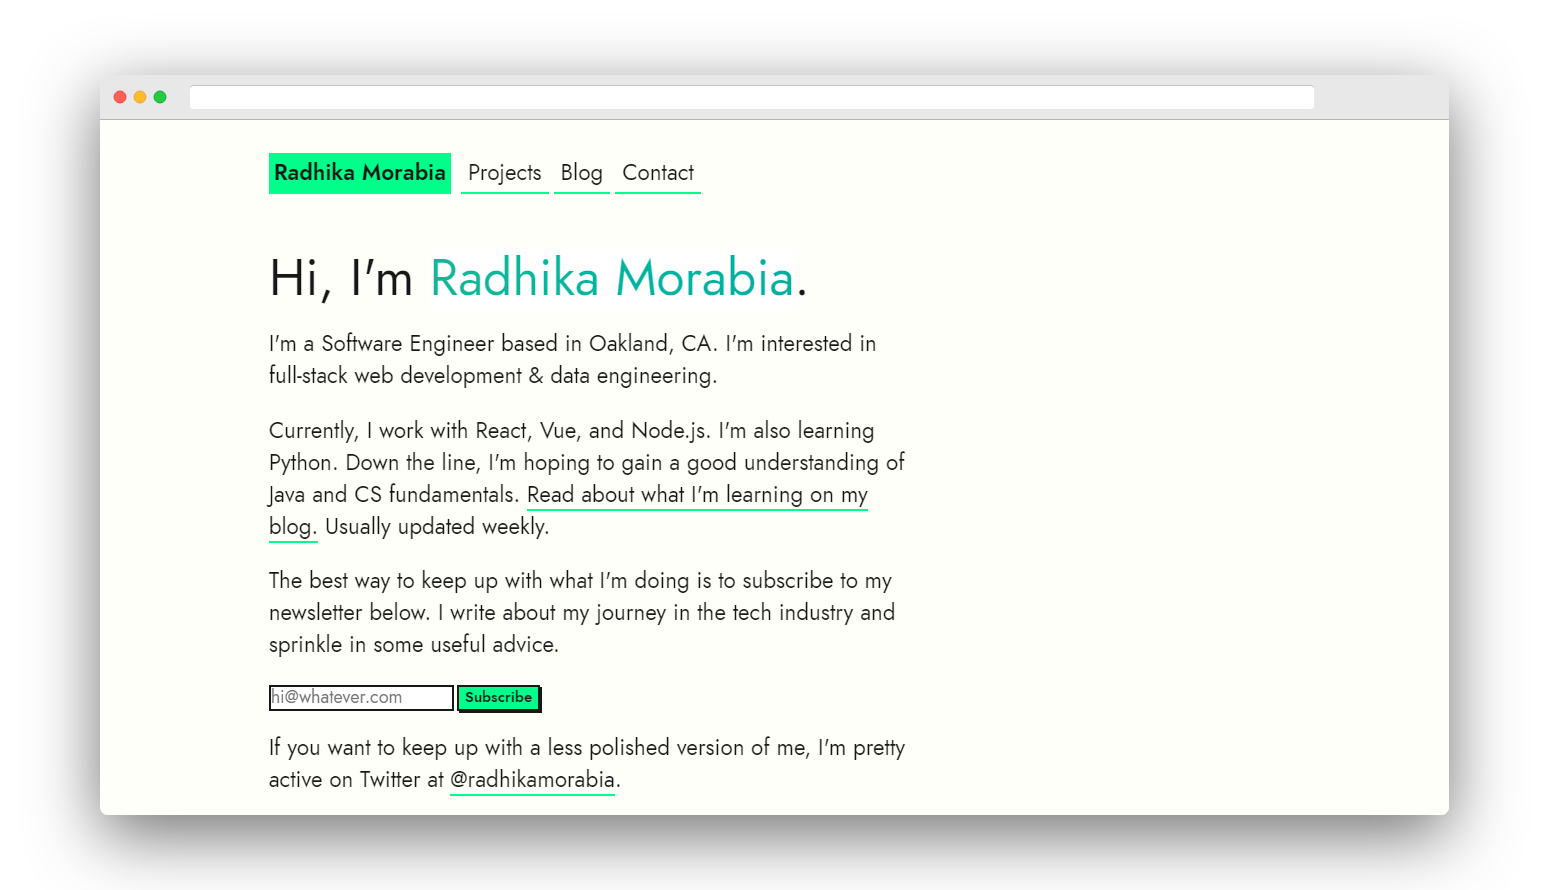 Radhika Morabia Projects Blog Contact
Hi, I'm Radhika Morabia.
I'm a Software Engineer based in Oakland, CA. I'm interested in
full-stack web development & data engineering.
Currently, I work with React, Vue, and Node.js. I'm also learning
Python. Down the line, I'm hoping to gain a good understanding of
Java and CS fundamentals. Read about what I'm learning on my
blog. Usually updated weekly.
The best way to keep up with what I'm doing is to subscribe to my
newsletter below. I write about my journey in the tech industry and
sprinkle in some useful advice.
hi@whatever.com Subscribe
If you want to keep up with a less polished version of me, I'm pretty
active on Twitter at @radhikamorabia.